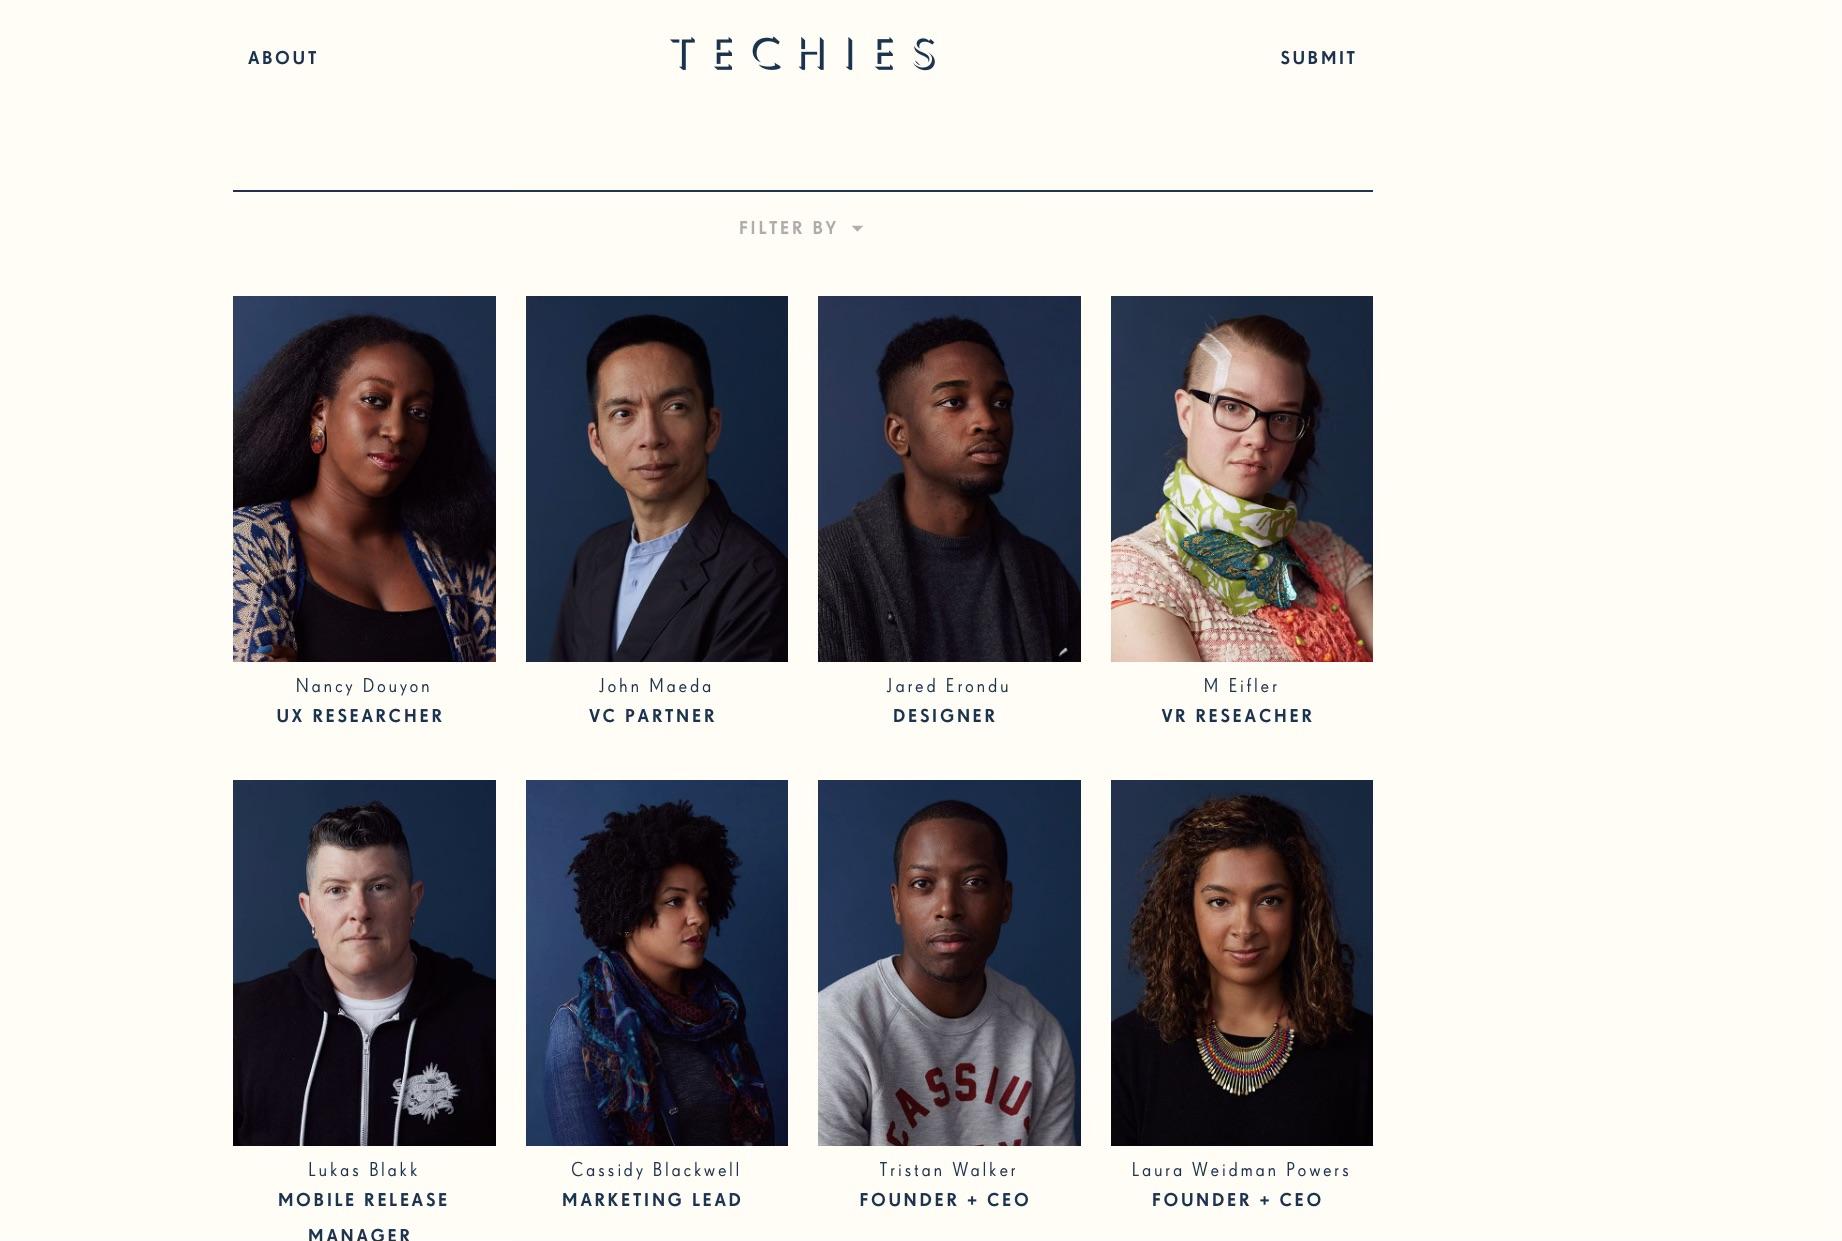 ABOUT
TECHIES
SUBMIT
FILTER BY
Nancy Douyon
UX RESEARCHER
John Maeda
VC PARTNER
Jared Erondu
DESIGNER
M Eifler
VR RESEACHER
CASSIUS
Lukas Blakk
MOBILE RELEASE
MANAGER
Cassidy Blackwell
MARKETING LEAD
Tristan Walker
FOUNDER + CEO
Laura Weidman Powers
FOUNDER + CEO